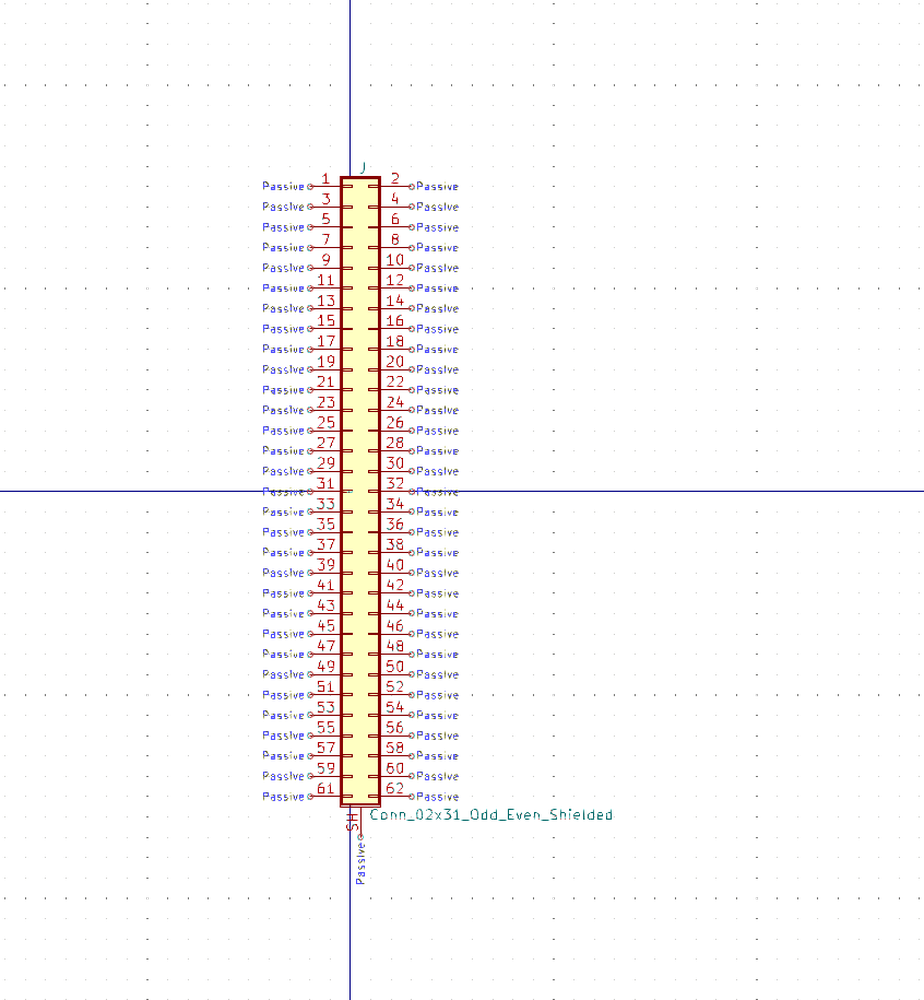 J
Passive 1 2 Passive
Passive 3 4 Passive
Passive 5 6 Passive
Passive 7 8 Passive
Passive 9 10 Passive
Passive 11 12 Passive
Passive 13 14 Passive
Passive 15 16 Passive
Passive 17 18 Passive
Passive 19 20 Passive
Passive 21 22 Passive
Passive 23 24 Passive
Passive 25 26 Passive
Passive 27 28 Passive
Passive 29 30 Passive
Passive 31 32 Passive
Passive 33 34 Passive
Passive 35 36 Passive
Passive 37 38 Passive
Passive 39 40 Passive
Passive 41 42 Passive
Passive 43 44 Passive
Passive 45 46 Passive
Passive 47 48 Passive
Passive 49 50 Passive
Passive 51 52 Passive
Passive 53 54 Passive
Passive 55 56 Passive
Passive 57 58 Passive
Passive 59 60 Passive
Passive 61 62 Passive
SH
Conn_02x31_Odd_Even_Shielded
Passive